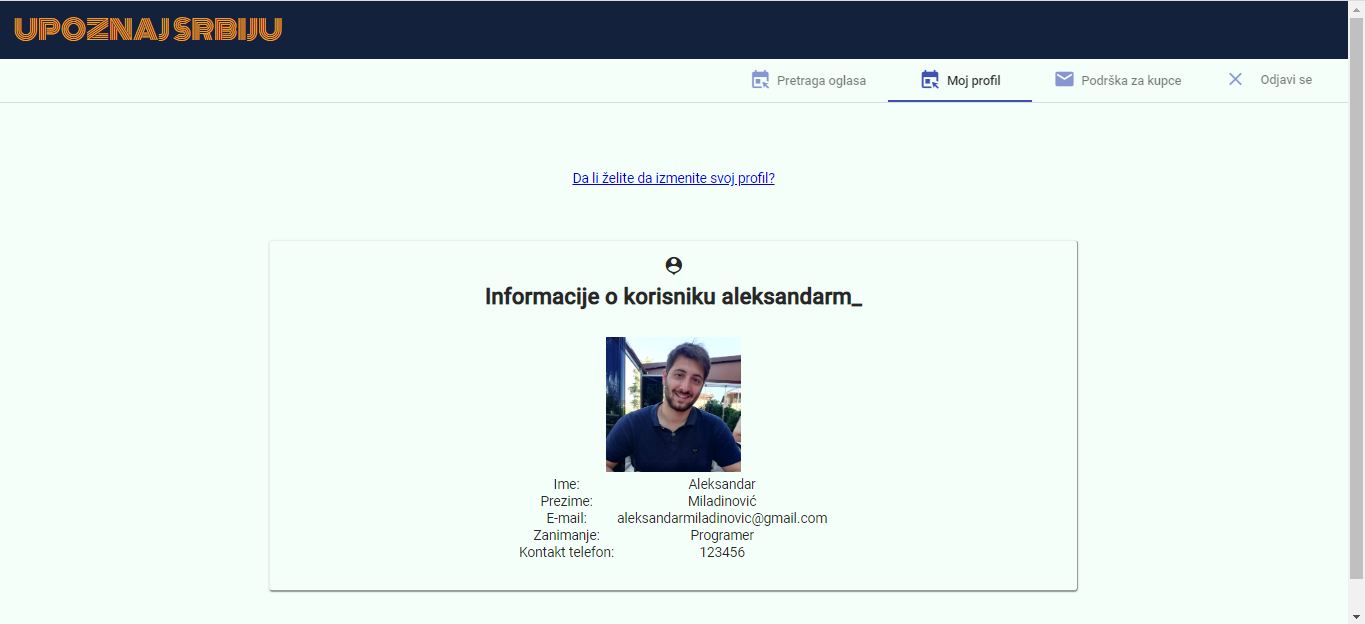 UPOZNAJ SRBIJU
Pretraga oglasa Moj profil Podrška za kupce Odjavi se
Da li želite da izmenite svoj profil?
Informacije o korisniku aleksandarm_
Ime: Aleksandar
Prezime: Miladinović
E-mail: aleksandarmiladinovic@gmail.com
Zanimanje: Programer
Kontakt telefon: 123456